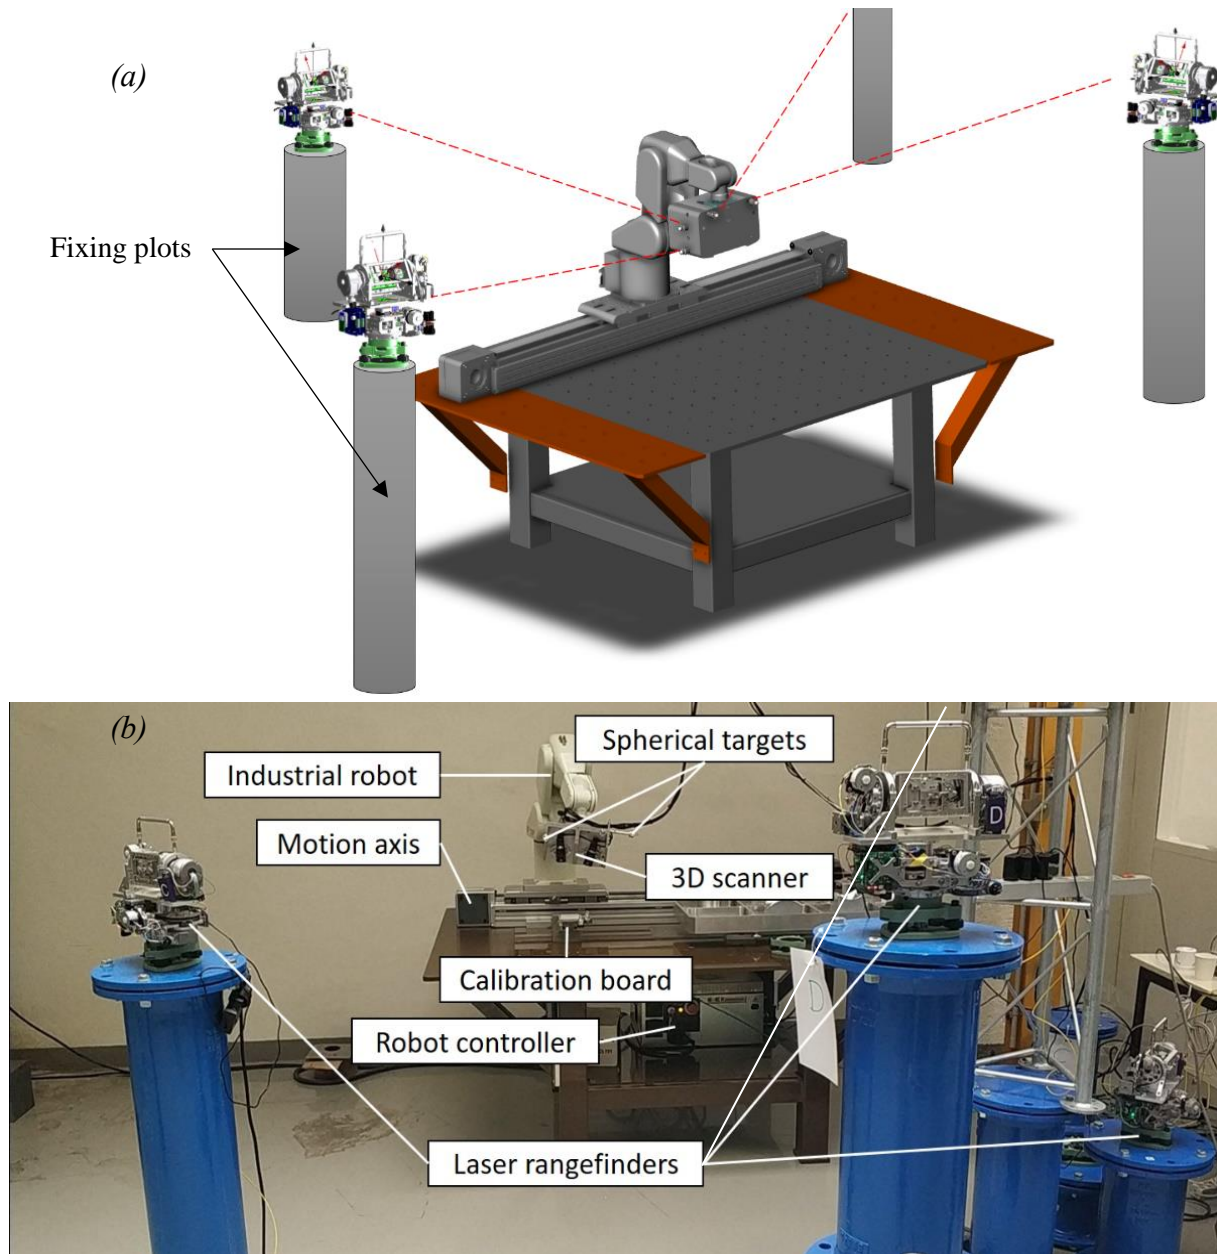 (a)
Fixing plots
(b)
Spherical targets
Industrial robot
Motion axis
3D scanner
Calibration board
Robot controller
Laser rangefinders
D
D